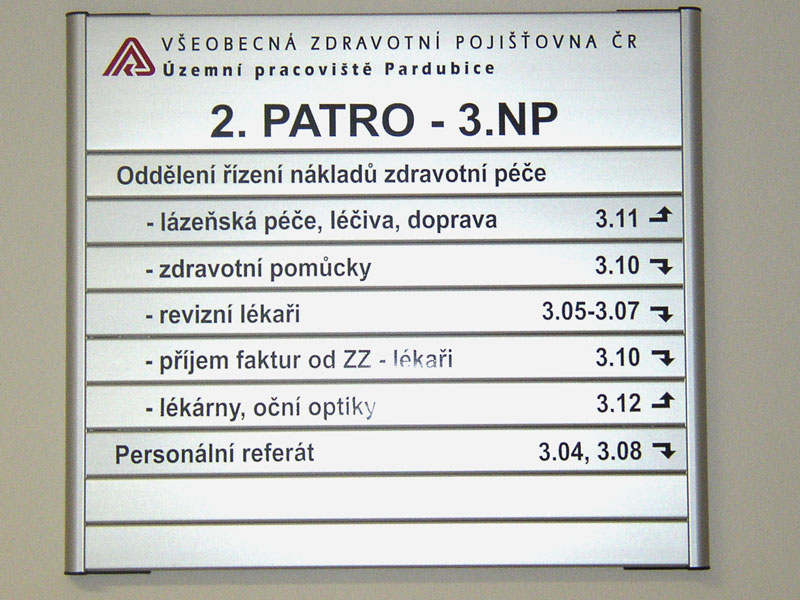 VŠEOBECNÁ ZDRAVOTNÍ POJIŠŤOVNA ČR
Územní pracoviště Pardubice
2. PATRO - 3.NP
Oddělení řízení nákladů zdravotní péče
- lázeňská péče, léčiva, doprava 3.11
- zdravotní pomůcky 3.10
- revizní lékaři 3.05-3.07
- příjem faktur od ZZ - lékaři 3.10
- lékárny, oční optiky 3.12
Personální referát 3.04, 3.08